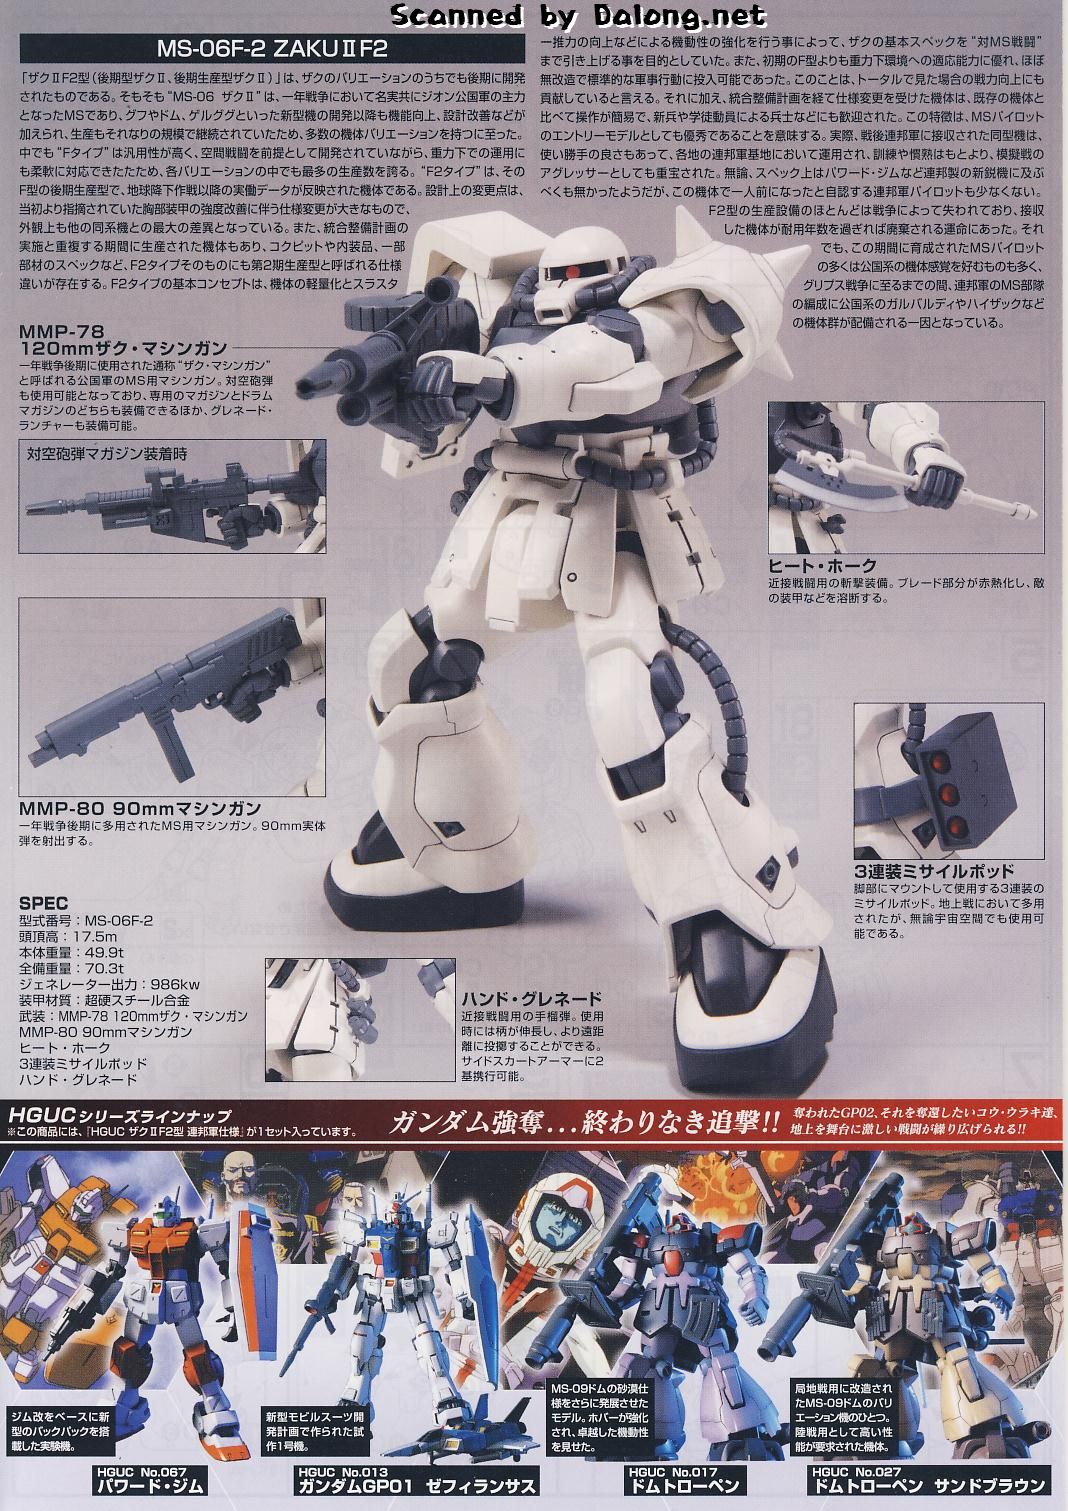 Scanned by Dalong.net
MS-06F-2 ZAKUⅡF2
「ザクⅡF2型(後期型ザクⅡ、後期生産型ザクⅡ)」は、ザクのバリエーションのうちでも後期に開発
されたものである。そもそも“MS-06 ザクⅡ”は、一年戦争において名実共にジオン公国軍の主力
となったMSであり、グフやドム、ゲルググといった新型機の開発以降も機能向上、設計改善などが
加えられ、生産もそれなりの規模で継続されていたため、多数の機体バリエーションを持つに至った。
中でも“Fタイプ”は汎用性が高く、空間戦闘を前提として開発されていながら、重力下での運用に
も柔軟に対応できたため、各バリエーションの中でも最多の生産数を誇る。“F2タイプ”は、その
F型の後期生産型で、地球降下作戦以降の実働データが反映された機体である。設計上の変更点は、
当初より指摘されていた胸部装甲の強度改善に伴う仕様変更が大きなもので、
外観上も他の同系機との最大の差異となっている。また、統合整備計画の
実施と重複する期間に生産された機体もあり、コクピットや内装品、一部
部材のスペックなど、F2タイプそのものにも第2期生産型と呼ばれる仕様
違いが存在する。F2タイプの基本コンセプトは、機体の軽量化とスラスタ
ー推力の向上などによる機動性の強化を行う事によって、ザクの基本スペックを“対MS戦闘”
まで引き上げる事を目的としていた。また、初期のF型よりも重力下環境への適応能力に優れ、ほぼ
無改造で標準的な軍事行動に投入可能であった。このことは、トータルで見た場合の戦力向上にも
貢献していると言える。それに加え、統合整備計画を経て仕様変更を受けた機体は、既存の機体と
比べて操作が簡易で、新兵や学徒動員による兵士などにも歓迎された。この特徴は、MSパイロット
のエントリーモデルとしても優秀であることを意味する。実際、戦後連邦軍に接収された同型機は、
使い勝手の良さもあって、各地の連邦軍基地において運用され、訓練や慣熟はもとより、模擬戦の
アグレッサーとしても重宝された。無論、スペック上はパワード・ジムなど連邦製の新鋭機に及ぶ
べくも無かったようだが、この機体で一人前になったと自認する連邦軍パイロットも少なくない。
F2型の生産設備のほとんどは戦争によって失われており、接収
した機体が耐用年数を過ぎれば廃棄される運命にあった。それ
でも、この期間に育成されたMSパイロット
の多くは公国系の機体感覚を好むものも多く、
グリプス戦争に至るまでの間、連邦軍のMS部隊
の編成に公国系のガルバルディやハイザックなど
の機体群が配備される一因となっている。
MMP-78
120mmザク・マシンガン
一年戦争後期に使用された通称“ザク・マシンガン”
と呼ばれる公国軍のMS用マシンガン。対空砲弾
も使用可能となっており、専用のマガジンとドラム
マガジンのどちらも装備できるほか、グレネード・
ランチャーも装備可能。
対空砲弾マガジン装着時
ヒート・ホーク
近接戦闘用の斬撃装備。ブレード部分が赤熱化し、敵
の装甲などを溶断する。
MMP-80 90mmマシンガン
一年戦争後期に多用されたMS用マシンガン。90mm実体
弾を射出する。
3連装ミサイルポッド
脚部にマウントして使用する3連装の
ミサイルポッド。地上戦において多用
されたが、無論宇宙空間でも使用可
能である。
SPEC
型式番号：MS-06F-2
頭頂高：17.5m
本体重量：49.9t
全備重量：70.3t
ジェネレーター出力：986kw
装甲材質：超硬スチール合金
武装：MMP-78 120mmザク・マシンガン
MMP-80 90mmマシンガン
ヒート・ホーク
3連装ミサイルポッド
ハンド・グレネード
ハンド・グレネード
近接戦闘用の手榴弾。使用
時には柄が伸長し、より遠距
離に投擲することができる。
サイドスカートアーマーに2
基携行可能。
HGUCシリーズラインナップ
※この商品には、「HGUC ザクⅡF2型 連邦軍仕様」が1セット入っています。
ガンダム強奪…終わりなき追撃!!
奪われたGP02、それを奪還したいコウ・ウラキ達、
地上を舞台に激しい戦闘が繰り広げられる!!
ジム改をベースに新
型のバックパックを搭
載した実験機。
HGUC No.067
パワード・ジム
新型モビルスーツ開
発計画で作られた試
作1号機。
HGUC No.013
ガンダムGP01 ゼフィランサス
MS-09ドムの砂漠仕
様をさらに発展させた
モデル。ホバーが強化
され、卓越した機動性
を見せた。
HGUC No.017
ドムトローペン
局地戦用に改造され
たMS-09ドムのバリ
エーション機のひとつ。
陸戦用として高い性
能が要求された機体。
HGUC No.027
ドムトローペン サンドブラウン